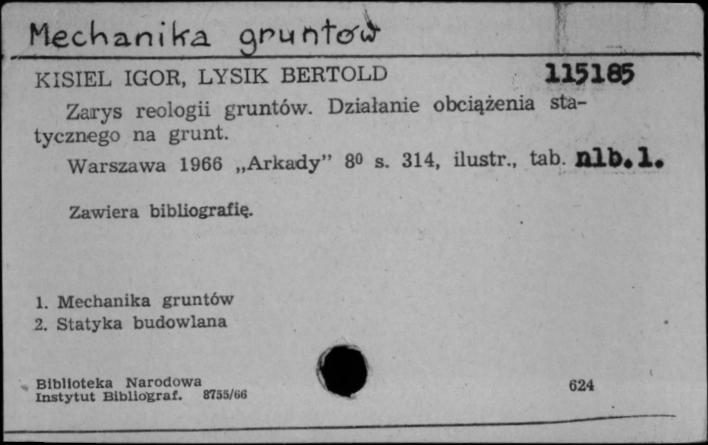 Mechanika gruntów
KISIEL IGOR, LYSIK BERTOLD 115185
Zarys reologii gruntów. Działanie obciążenia sta-
tycznego na grunt.
Warszawa 1966 „Arkady” 8⁰ s. 314, ilustr., tab. nlb.1.
Zawiera bibliografię.
1. Mechanika gruntów
2. Statyka budowlana
Biblioteka Narodowa
Instytut Bibliograf. 8755/66 624